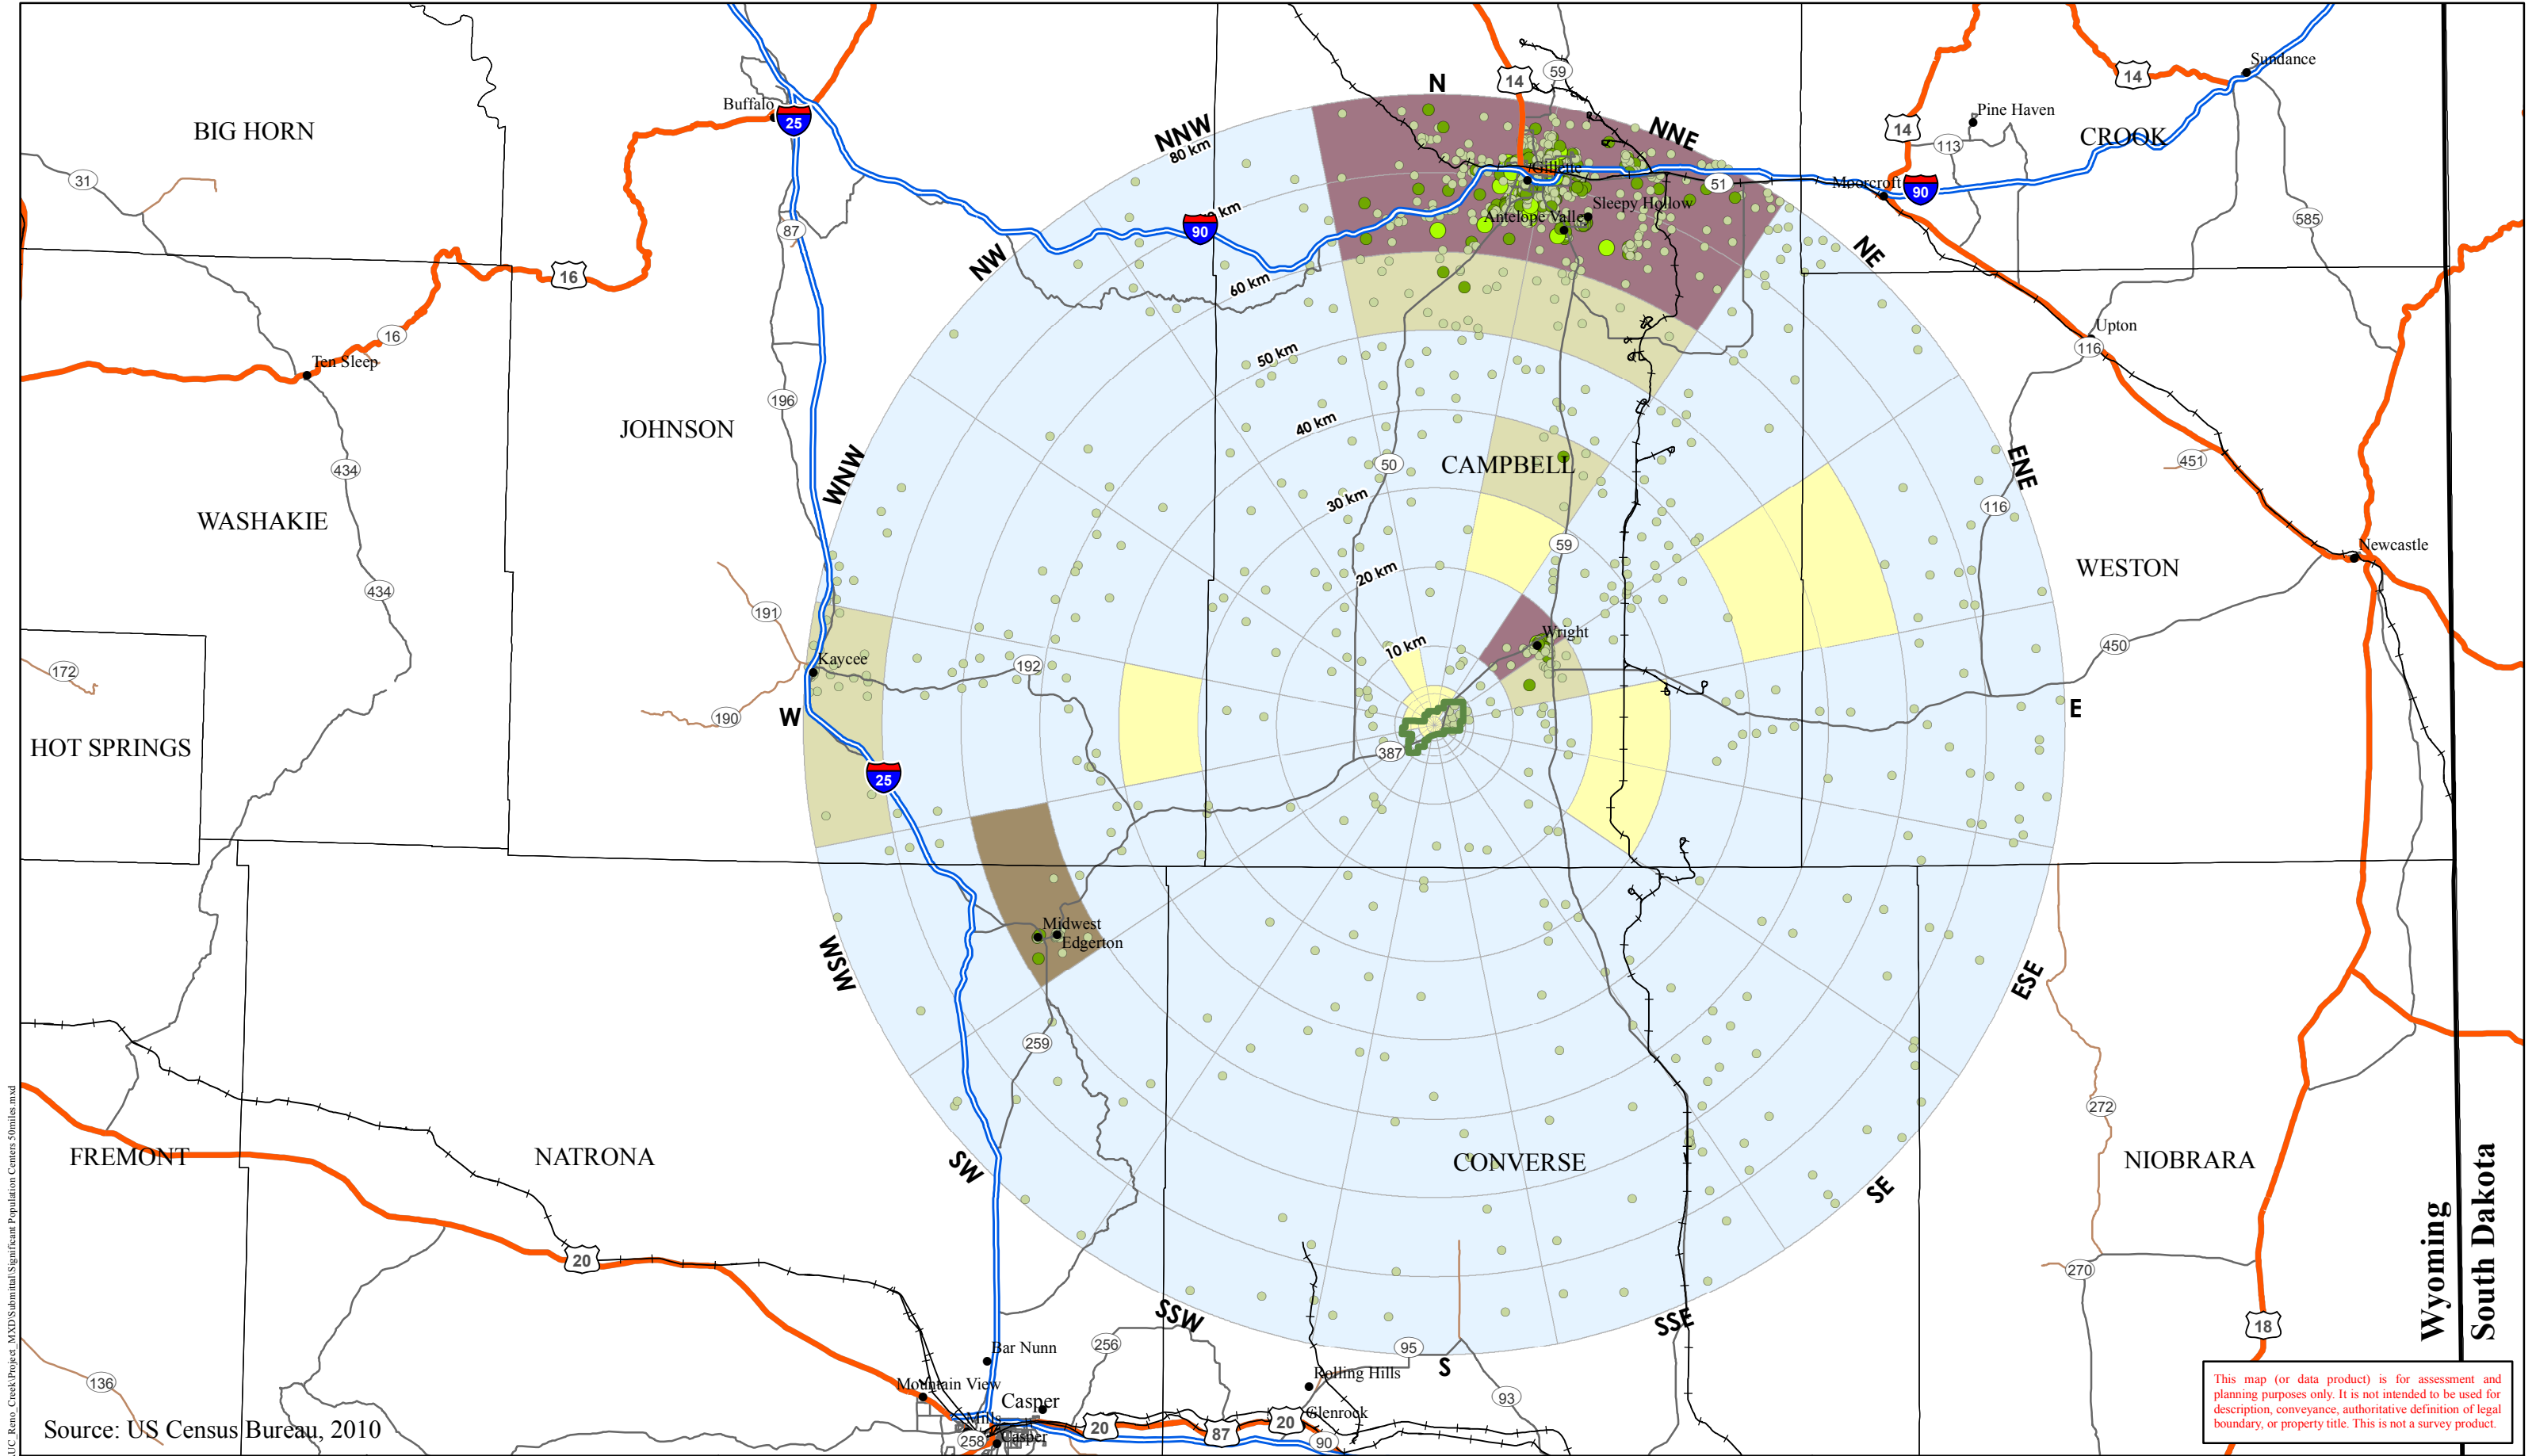 Sundance
14
59
14
N
Buffalo
25
Pine Haven
BIG HORN
14
CROOK
NNW
80 km
NNE
113
31
Gillette
51
Moorcroft
90
km
Sleepy Hollow
Antelope Valley
585
87
90
NW
NE
16
60 km
Upton
16
116
50 km
Ten Sleep
196
40 km
JOHNSON
ENE
50
CAMPBELL
451
434
WNW
30 km
116
WASHAKIE
59
Newcastle
WESTON
20 km
434
191
Wright
10 km
450
Kaycee
192
172
W
190
E
HOT SPRINGS
387
25
Midwest
Edgerton
WSW
ESE
259
272
FREMONT
NATRONA
CONVERSE
NIOBRARA
SW
SE
Wyoming
South Dakota
20
270
SSW
SSE
18
256
95
S
Bar Nunn
Rolling Hills
136
Mountain View
93
Casper
Glenrock
Mills
20
87
20
258
Casper
90
Source: US Census Bureau, 2010
This map (or data product) is for assessment and
planning purposes only. It is not intended to be used for
description, conveyance, authoritative definition of legal
boundary, or property title. This is not a survey product.